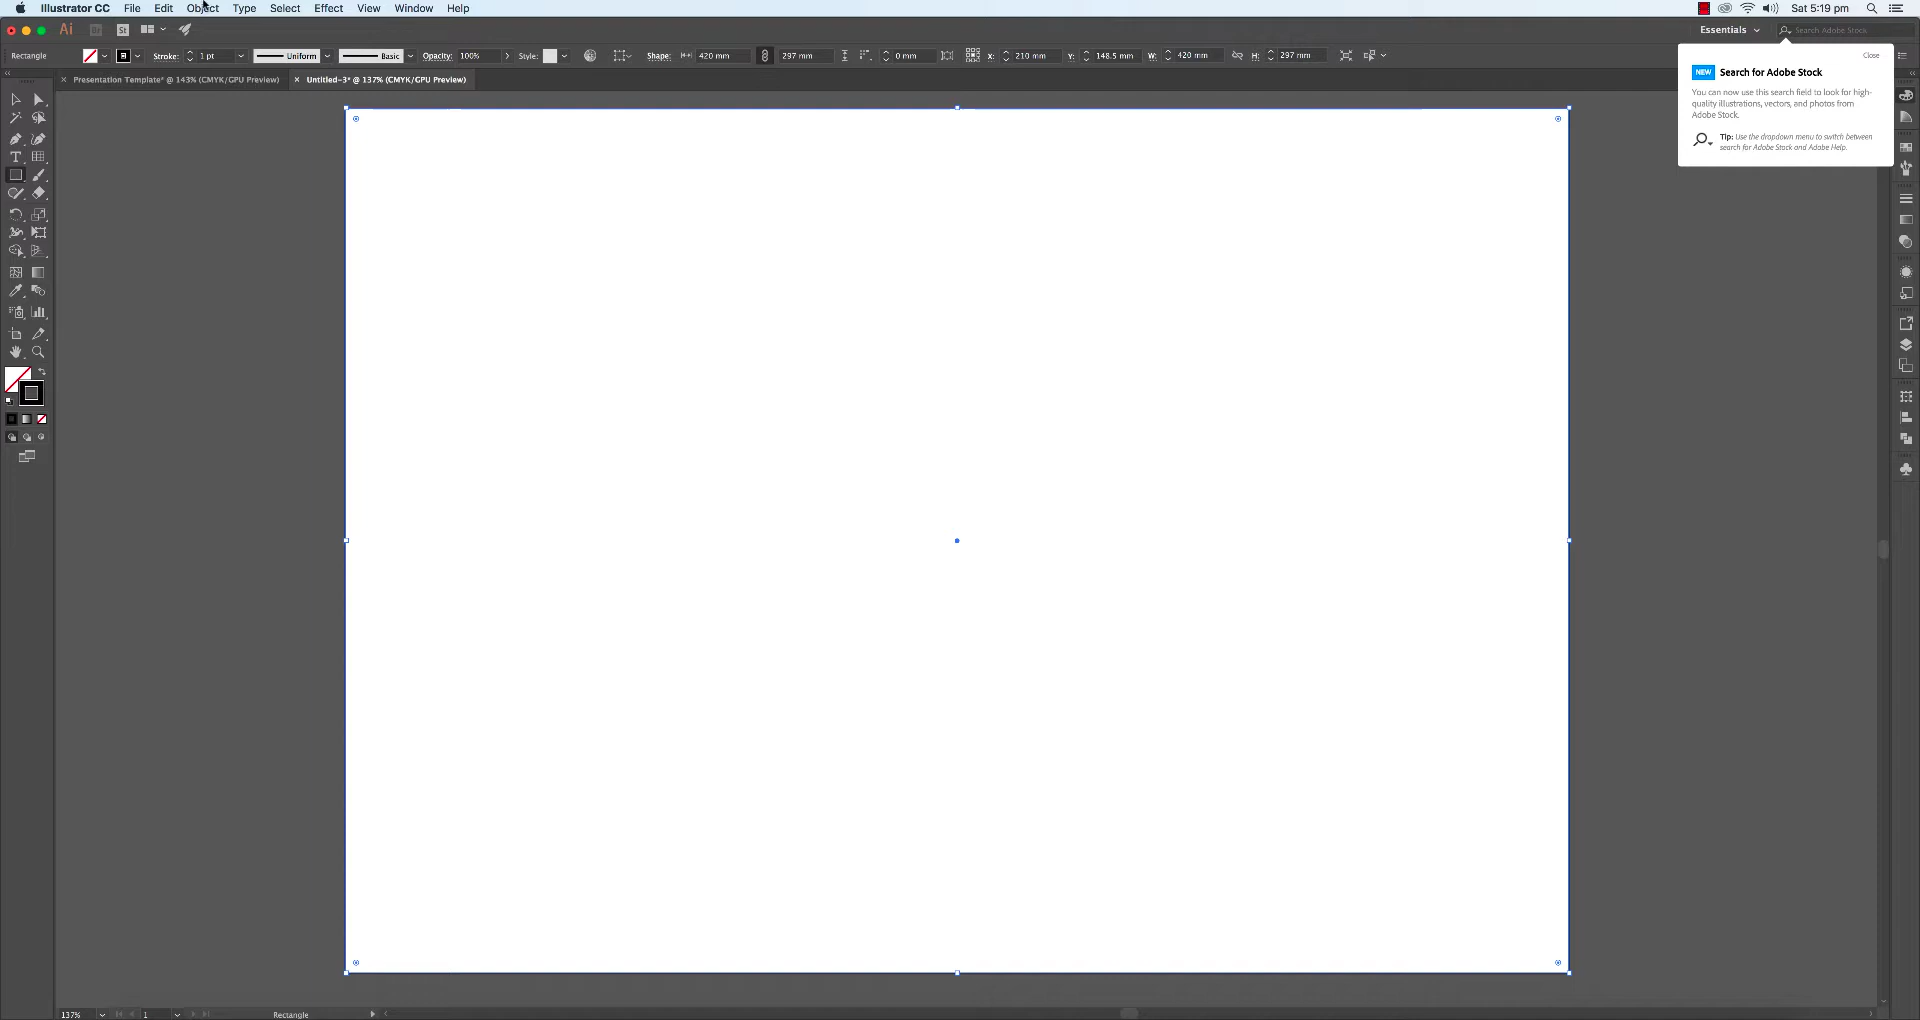 Illustrator CC File Edit Object Type Select Effect View Window Help Sat 5:19 pm
Ai Br St Essentials Search Adobe Stock
Rectangle Stroke: 1 pt Uniform Basic Opacity: 100% Style: Shape: 420 mm 297 mm 0 mm X: 210 mm Y: 148.5 mm W: 420 mm H: 297 mm
Presentation Template* @ 143% (CMYK/GPU Preview) Untitled-3* @ 137% (CMYK/GPU Preview)
Close
NEW Search for Adobe Stock
You can now use this search field to look for high-
quality illustrations, vectors, and photos from
Adobe Stock.
Tip: Use the dropdown menu to switch between
search for Adobe Stock and Adobe Help.
137% 1 Rectangle